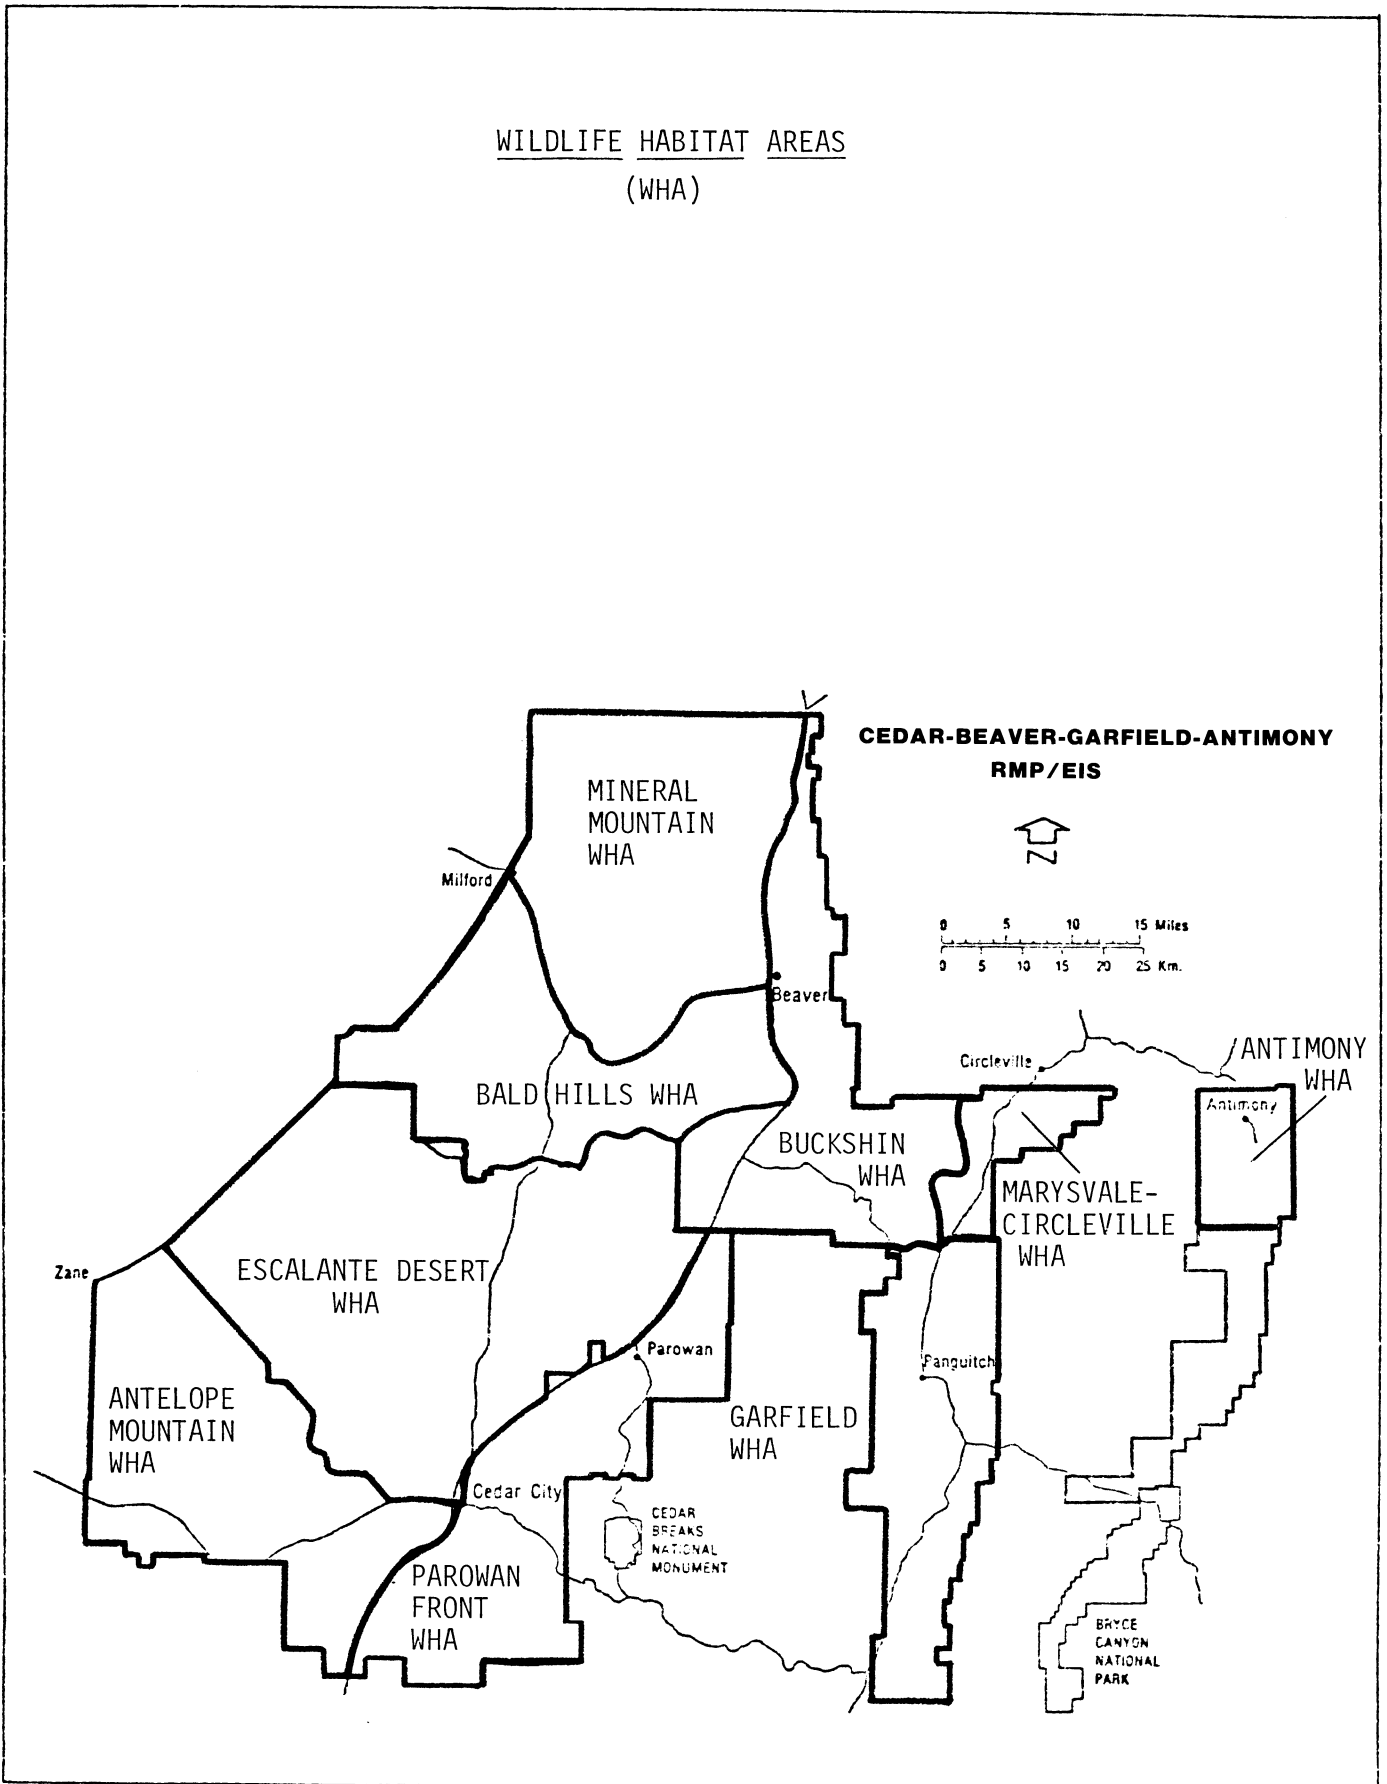 WILDLIFE HABITAT AREAS
(WHA)
CEDAR-BEAVER-GARFIELD-ANTIMONY
RMP/EIS
N
MINERAL
MOUNTAIN
WHA
Milford
0 5 10 15 Miles
0 5 10 15 20 25 Km.
Beaver
Circleville
ANTIMONY
WHA
Antimony
BALD HILLS WHA
BUCKSHIN
WHA
MARYSVALE-
CIRCLEVILLE
WHA
Zane
ESCALANTE DESERT
WHA
Parowan
Panguitch
ANTELOPE
MOUNTAIN
WHA
GARFIELD
WHA
Cedar City
CEDAR
BREAKS
NATIONAL
MONUMENT
PAROWAN
FRONT
WHA
BRYCE
CANYON
NATIONAL
PARK